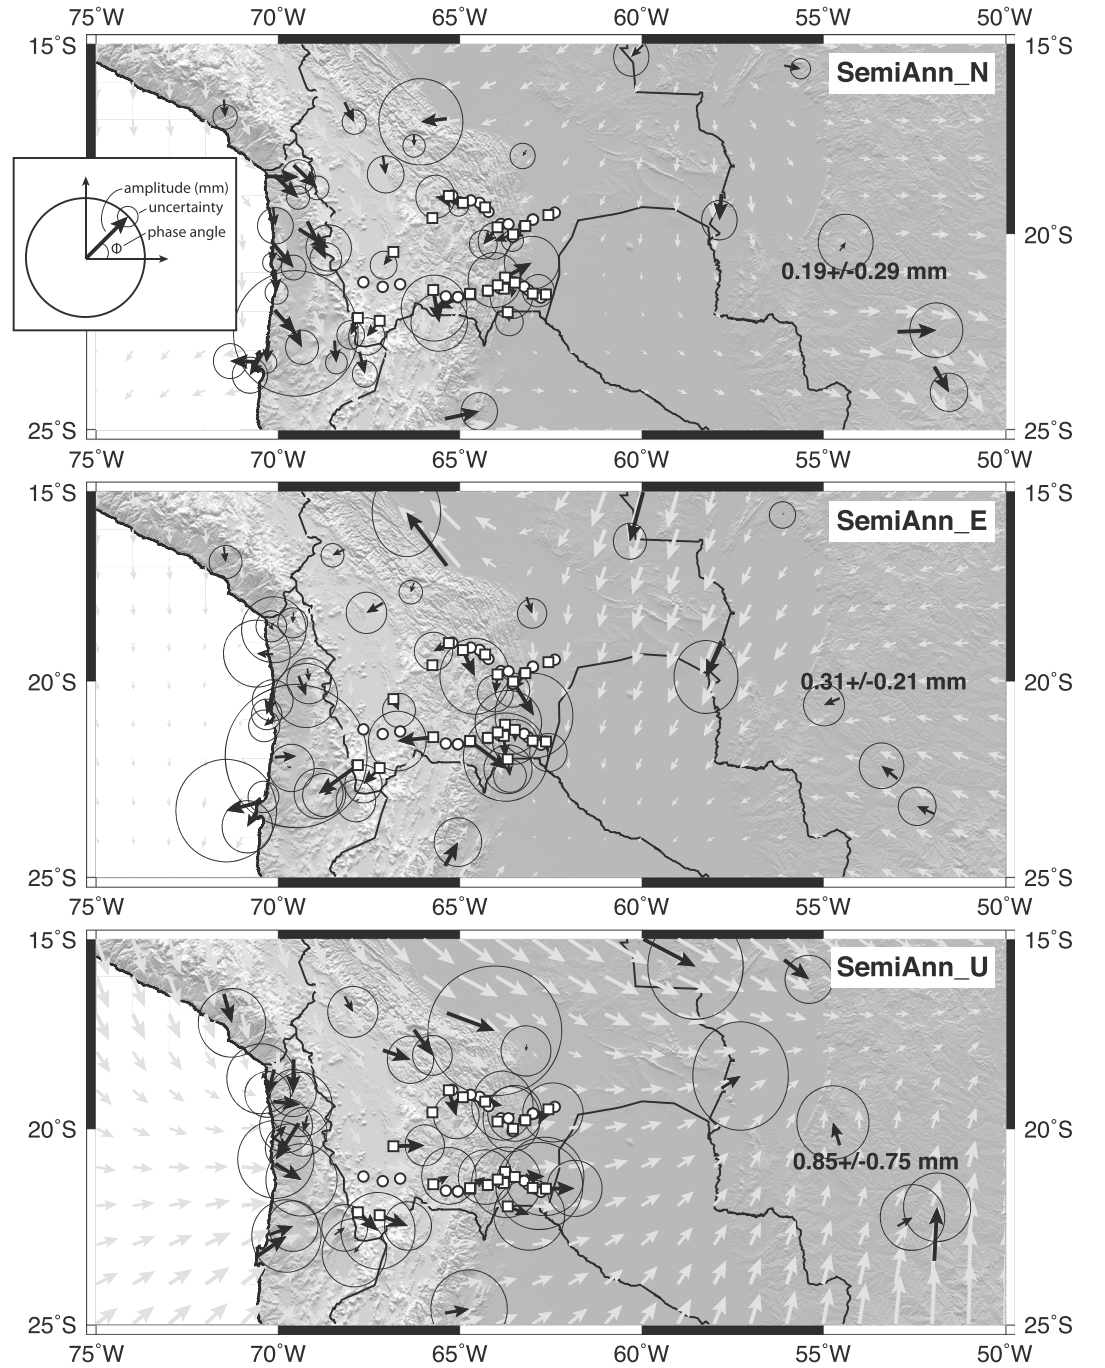 75°W 70°W 65°W 60°W 55°W 50°W
15°S 15°S
SemiAnn_N
amplitude (mm)
uncertainty
phase angle
Φ
20°S
0.19+/-0.29 mm
25°S 25°S
75°W 70°W 65°W 60°W 55°W 50°W
15°S 15°S
SemiAnn_E
20°S 20°S
0.31+/-0.21 mm
25°S 25°S
75°W 70°W 65°W 60°W 55°W 50°W
15°S 15°S
SemiAnn_U
20°S 20°S
0.85+/-0.75 mm
25°S 25°S
75°W 70°W 65°W 60°W 55°W 50°W